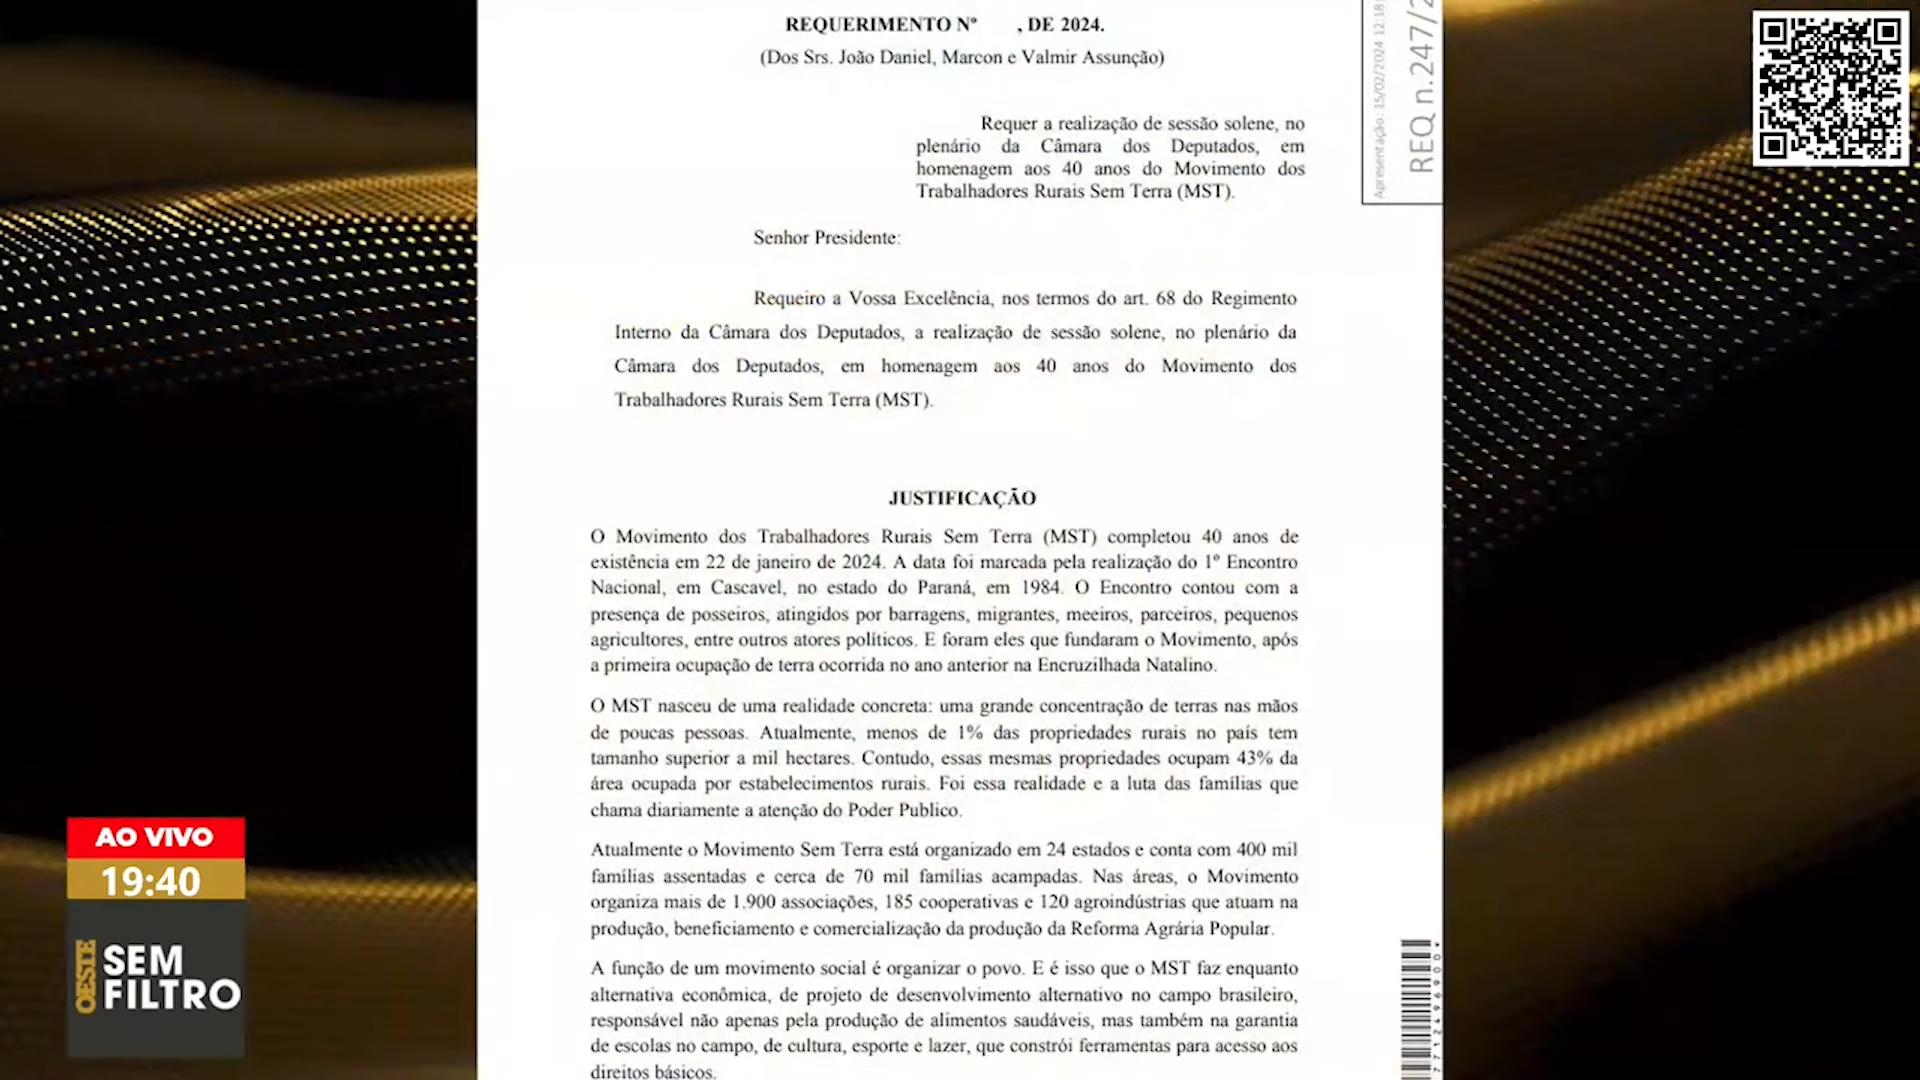 REQUERIMENTO Nº , DE 2024.
(Dos Srs. João Daniel, Marcon e Valmir Assunção)
Requer a realização de sessão solene, no
plenário da Câmara dos Deputados, em
homenagem aos 40 anos do Movimento dos
Trabalhadores Rurais Sem Terra (MST).
Senhor Presidente:
Requeiro a Vossa Excelência, nos termos do art. 68 do Regimento
Interno da Câmara dos Deputados, a realização de sessão solene, no plenário da
Câmara dos Deputados, em homenagem aos 40 anos do Movimento dos
Trabalhadores Rurais Sem Terra (MST).
JUSTIFICAÇÃO
O Movimento dos Trabalhadores Rurais Sem Terra (MST) completou 40 anos de
existência em 22 de janeiro de 2024. A data foi marcada pela realização do 1º Encontro
Nacional, em Cascavel, no estado do Paraná, em 1984. O Encontro contou com a
presença de posseiros, atingidos por barragens, migrantes, meeiros, parceiros, pequenos
agricultores, entre outros atores políticos. E foram eles que fundaram o Movimento, após
a primeira ocupação de terra ocorrida no ano anterior na Encruzilhada Natalino.
O MST nasceu de uma realidade concreta: uma grande concentração de terras nas mãos
de poucas pessoas. Atualmente, menos de 1% das propriedades rurais no país tem
tamanho superior a mil hectares. Contudo, essas mesmas propriedades ocupam 43% da
área ocupada por estabelecimentos rurais. Foi essa realidade e a luta das famílias que
chama diariamente a atenção do Poder Publico.
Atualmente o Movimento Sem Terra está organizado em 24 estados e conta com 400 mil
famílias assentadas e cerca de 70 mil famílias acampadas. Nas áreas, o Movimento
organiza mais de 1.900 associações, 185 cooperativas e 120 agroindústrias que atuam na
produção, beneficiamento e comercialização da produção da Reforma Agrária Popular.
A função de um movimento social é organizar o povo. E é isso que o MST faz enquanto
alternativa econômica, de projeto de desenvolvimento alternativo no campo brasileiro,
responsável não apenas pela produção de alimentos saudáveis, mas também na garantia
de escolas no campo, de cultura, esporte e lazer, que constrói ferramentas para acesso aos
direitos básicos.
Apresentação: 15/02/2024 12:18
REQ n.247/2
AO VIVO
19:40
OESTE
SEM
FILTRO